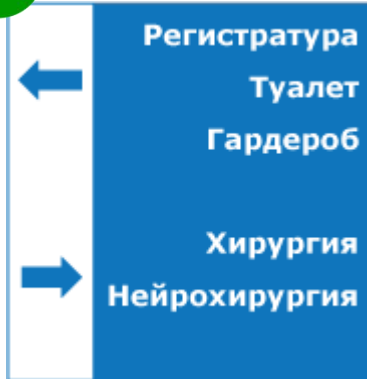 Регистратура
Туалет
Гардероб
Хирургия
Нейрохирургия